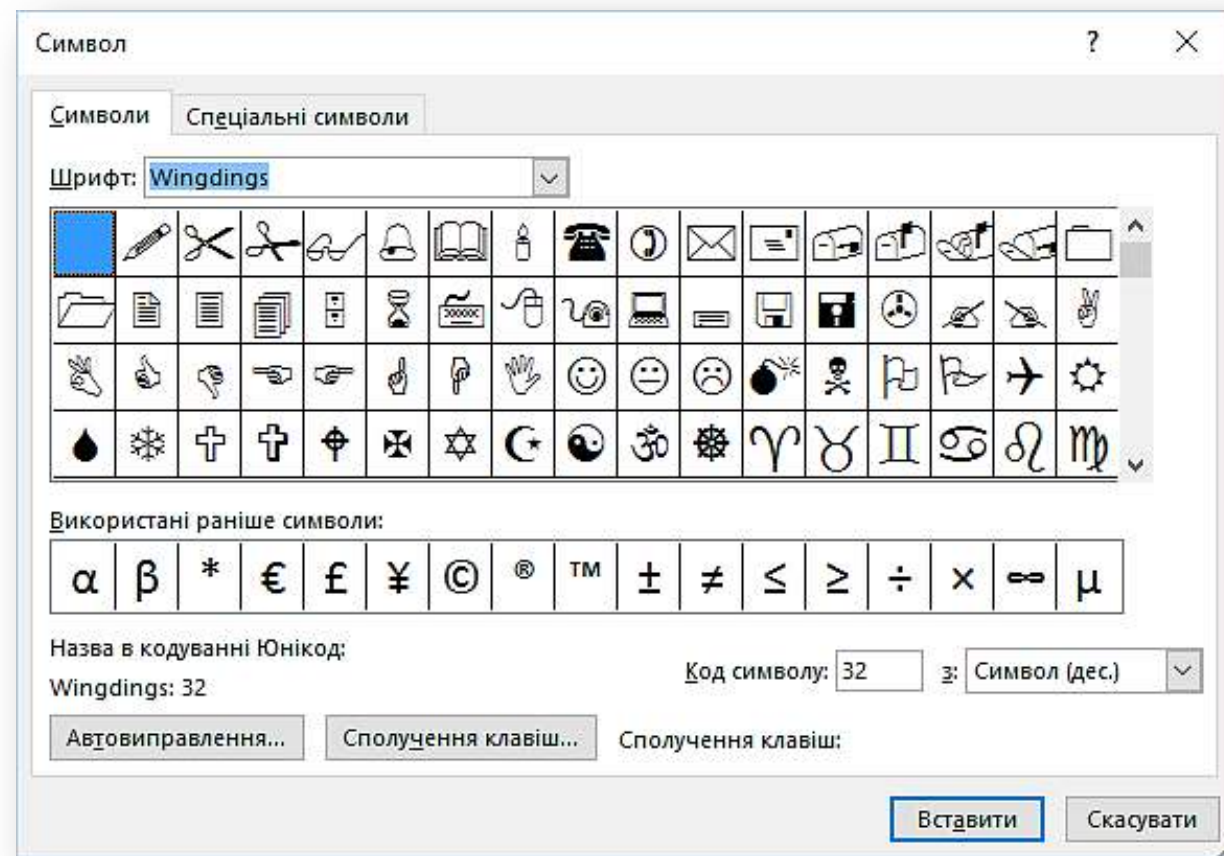 Символ ?
Символи Спеціальні символи
Шрифт: Wingdings
Використані раніше символи:
α β * € £ ¥ © ® ™ ± ≠ ≤ ≥ ÷ × ∞ µ
Назва в кодуванні Юнікод:
Wingdings: 32
Код символу: 32 з: Символ (дес.)
Автовиправлення... Сполучення клавіш... Сполучення клавіш:
Вставити Скасувати